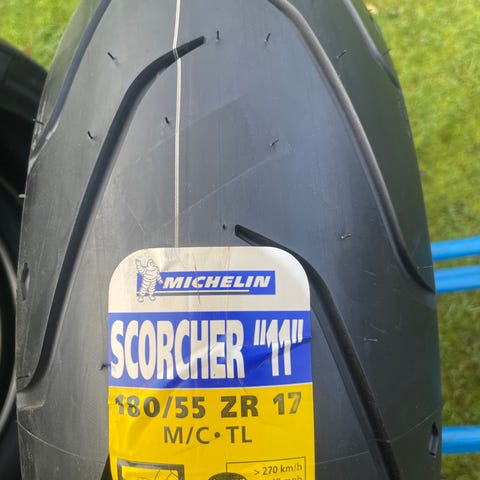 MICHELIN
SCORCHER "11"
180/55 ZR 17
M/C • TL
> 270 km/h